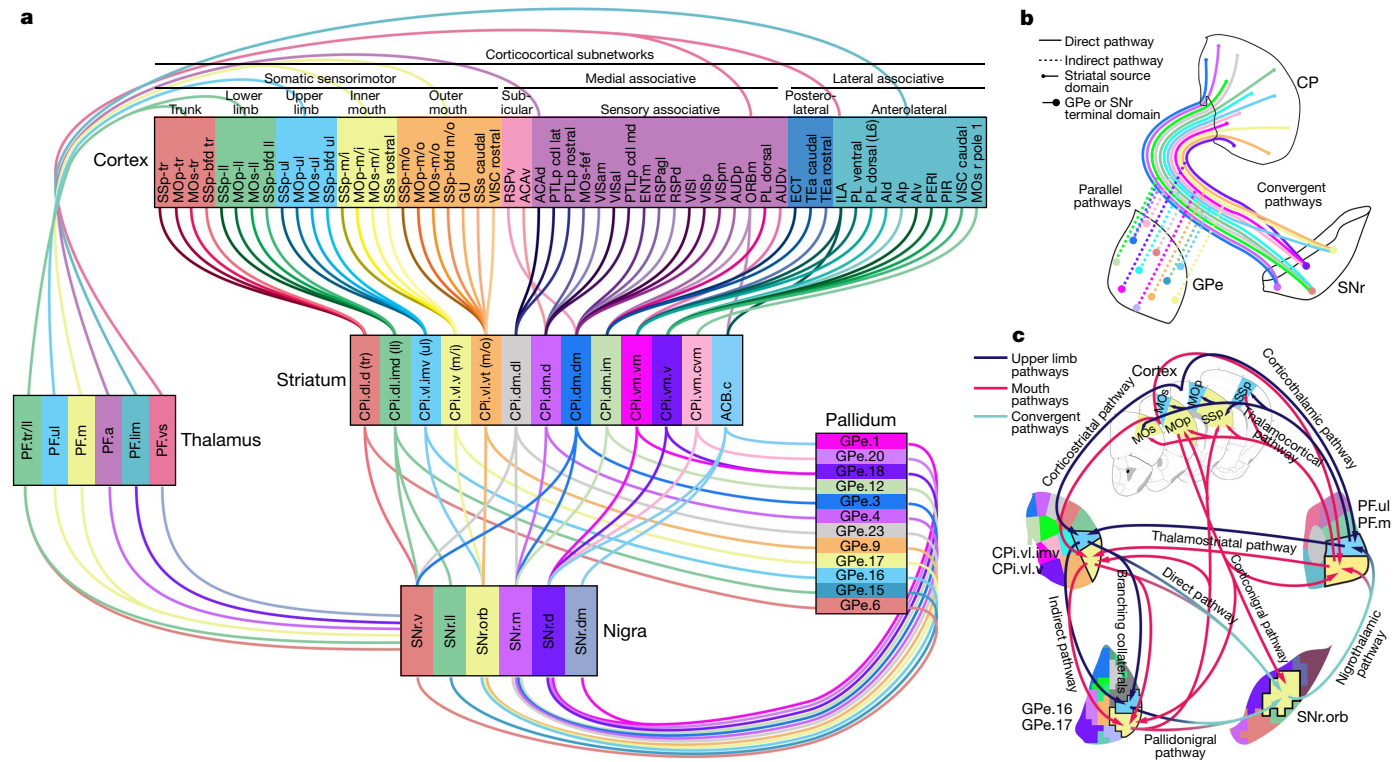 a
Corticocortical subnetworks
Somatic sensorimotor
Medial associative
Lateral associative
Trunk
Lower
limb
Upper
limb
Inner
mouth
Outer
mouth
Sub-
icular
Sensory associative
Postero-
lateral
Anterolateral
Cortex
SSp-tr
MOp-tr
MOs-tr
SSp-bfd tr
SSp-ll
MOp-ll
MOs-ll
SSp-bfd ll
SSp-ul
MOp-ul
MOs-ul
SSp-bfd ul
SSp-m/i
MOp-m/i
MOs-m/i
SSs rostral
SSp-m/o
MOp-m/o
MOs-m/o
SSp-bfd m/o
GU
SSs caudal
VISC rostral
RSPv
ACAv
ACAd
PTLp cdl lat
PTLp rostral
MOs-fef
VISam
VISal
PTLp cdl md
ENTm
RSPagl
RSPd
VISl
VISp
VISpm
AUDp
ORBm
PL dorsal
AUDv
ECT
TEa caudal
TEa rostral
ILA
PL ventral
PL dorsal (L6)
AId
AIp
AIv
PERI
PIR
VISC caudal
MOs r pole 1
Striatum
CPi.dl.d (tr)
CPi.dl.imd (ll)
CPi.vl.imv (ul)
CPi.vl.v (m/i)
CPi.vl.vt (m/o)
CPi.dm.dl
CPi.dm.d
CPi.dm.dm
CPi.dm.im
CPi.vm.vm
CPi.vm.v
CPi.vm.cvm
ACB.c
PF.tr/ll
PF.ul
PF.m
PF.a
PF.lim
PF.vs
Thalamus
Pallidum
GPe.1
GPe.20
GPe.18
GPe.12
GPe.3
GPe.4
GPe.23
GPe.9
GPe.17
GPe.16
GPe.15
GPe.6
SNr.v
SNr.ll
SNr.orb
SNr.m
SNr.d
SNr.dm
Nigra
b
Direct pathway
Indirect pathway
Striatal source
domain
GPe or SNr
terminal domain
CP
Parallel
pathways
Convergent
pathways
GPe
SNr
c
Upper limb
pathways
Mouth
pathways
Convergent
pathways
Cortex
MOs
MOp
SSp
MOs
MOp
SSp
Corticostriatal pathway
Corticothalamic pathway
Thalamocortical
pathway
PF.ul
PF.m
Thalamostriatal pathway
CPi.vl.imv
CPi.vl.v
Direct pathway
Corticonigral pathway
Indirect pathway
Branching collaterals
Nigrothalamic
pathway
GPe.16
GPe.17
SNr.orb
Pallidonigral
pathway